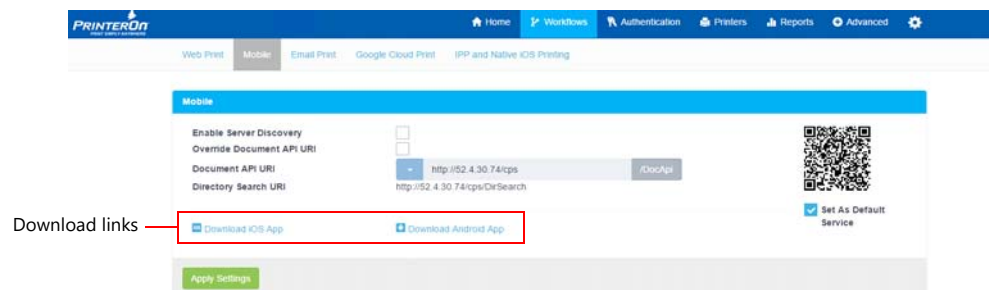 PRINTERON
PRINT SIMPLY ANYWHERE
Home Workflows Authentication Printers Reports Advanced
Web Print Mobile Email Print Google Cloud Print IPP and Native iOS Printing
Mobile
Enable Server Discovery
Override Document API URI
Document API URI http://52.4.30.74/cps /DocApi
Directory Search URI http://52.4.30.74/cps/DirSearch
Set As Default
Service
Download links
Download iOS App Download Android App
Apply Settings